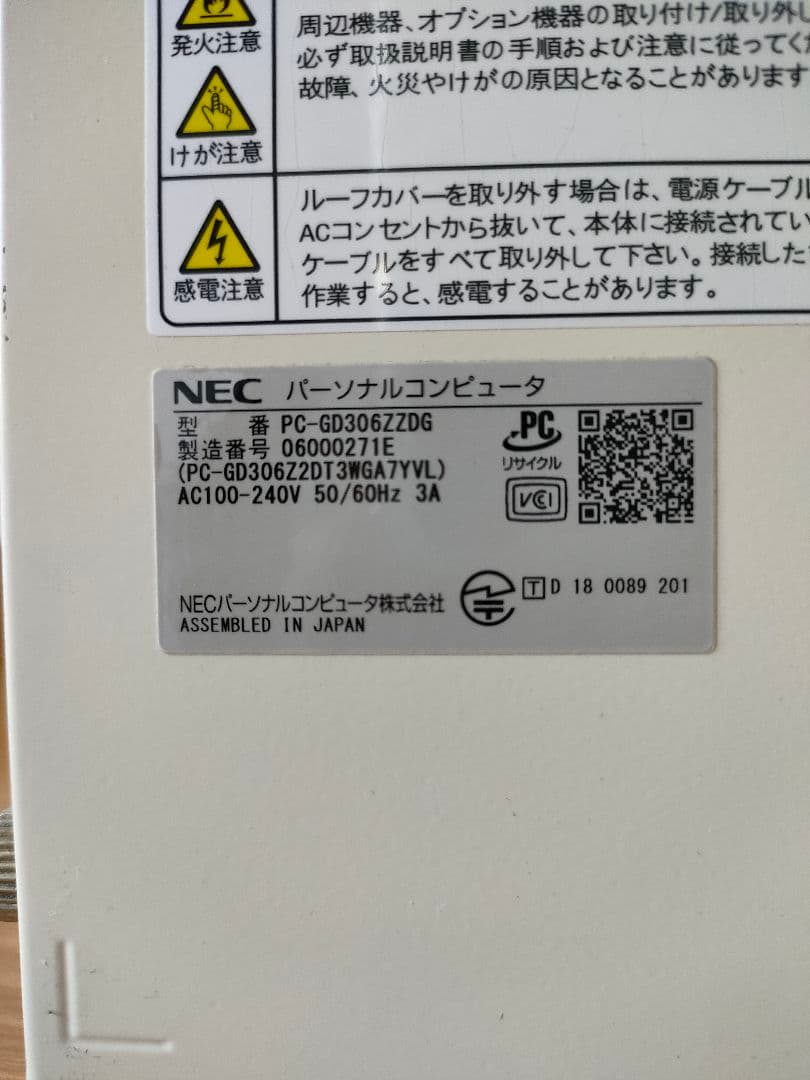 発火注意
周辺機器、オプション機器の取り付け/取り外し
必ず取扱説明書の手順および注意に従ってくだ
故障、火災やけがの原因となることがあります
けが注意
ルーフカバーを取り外す場合は、電源ケーブル
ACコンセントから抜いて、本体に接続されてい
ケーブルをすべて取り外して下さい。接続した
作業すると、感電することがあります。
感電注意
NEC パーソナルコンピュータ
型 番 PC-GD306ZZDG
製造番号 06000271E
(PC-GD306Z2DT3WGA7YVL)
AC100-240V 50/60Hz 3A
PC
リサイクル
VCI
NECパーソナルコンピュータ株式会社
ASSEMBLED IN JAPAN
T D 18 0089 201